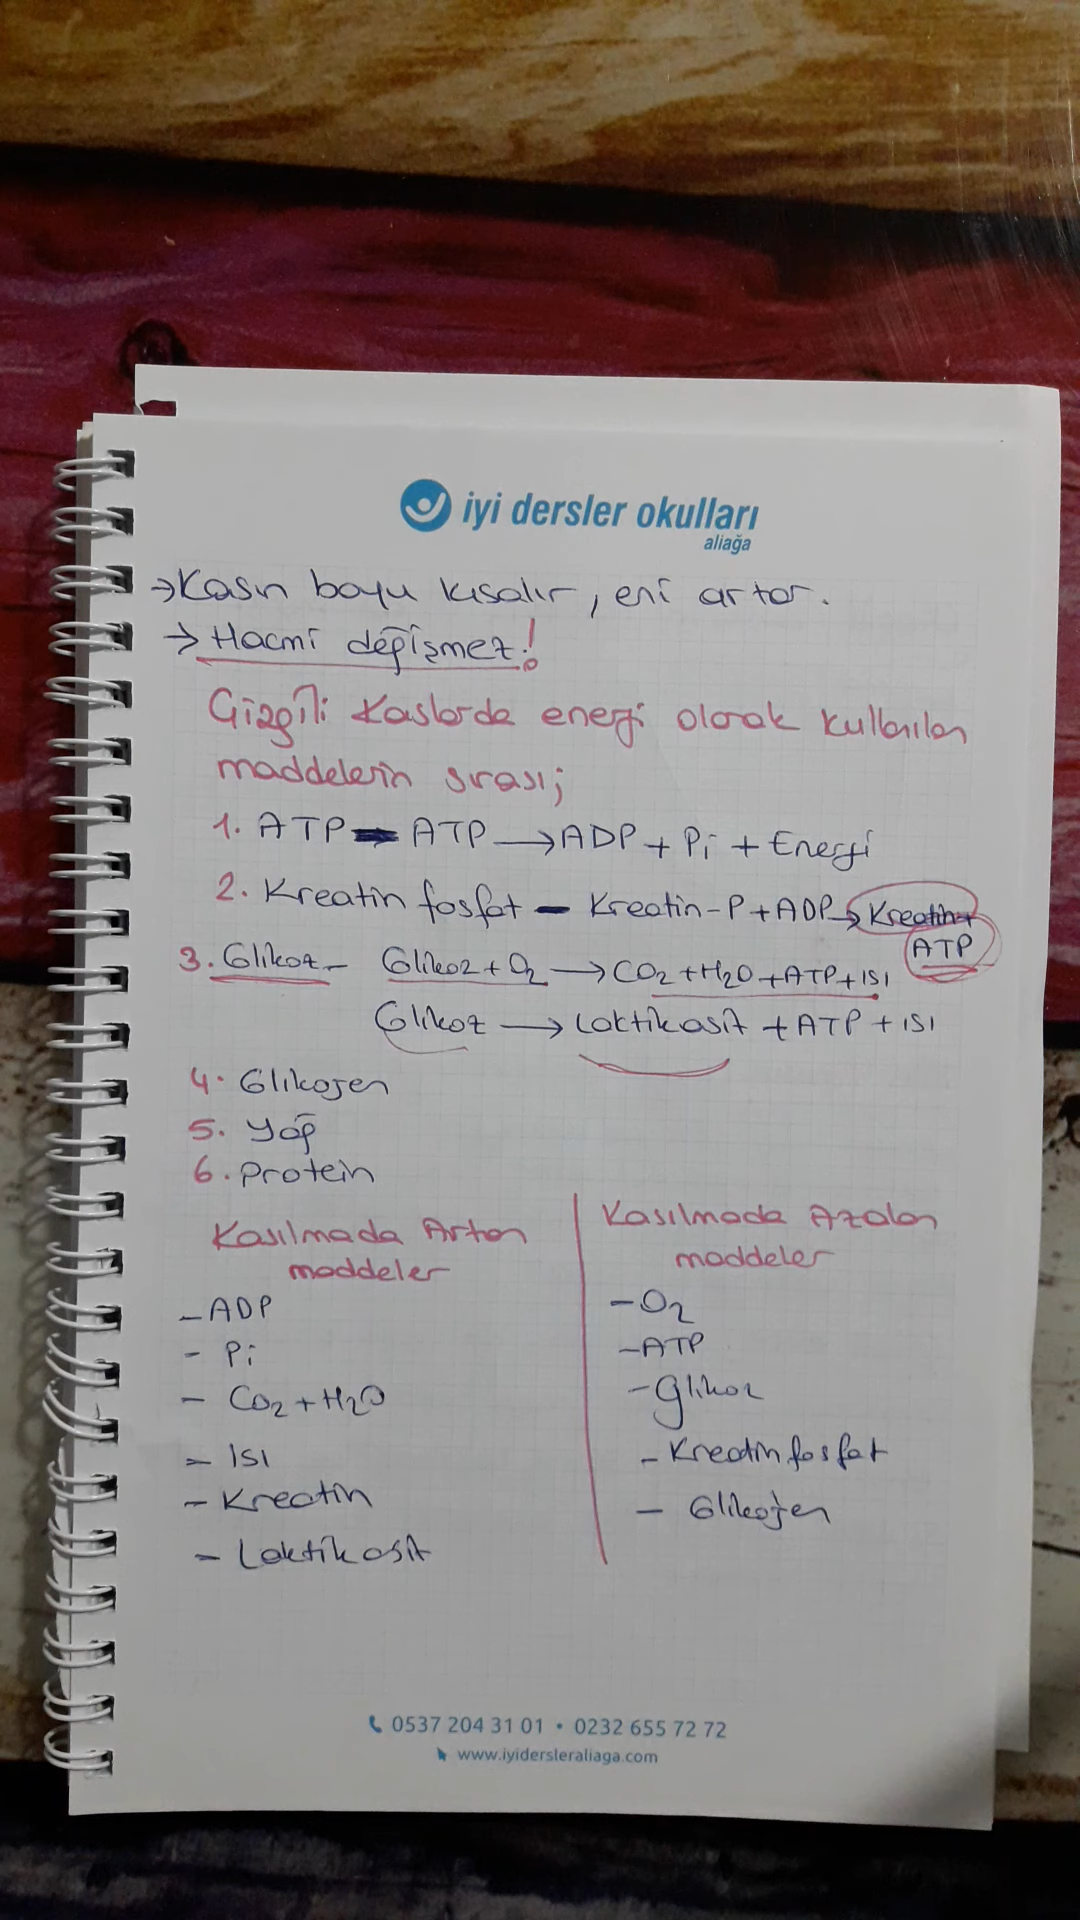 iyi dersler okulları
aliağa
→Kasın boyu kısalır, eni artar.
→ Hacmi değişmez!
Çizgili Kaslarda enerji olarak kullanılan
maddelerin sırası;
1. ATP - ATP → ADP + Pi + Enerji
2. Kreatin fosfat - Kreatin-P + ADP → Kreatin+
ATP
3. Glikoz - Glikoz + O2 → CO2 + H2O + ATP + ISI
Glikoz → Laktik asit + ATP + ISI
4. Glikojen
5. Yağ
6. Protein
Kasılmada Artan
maddeler
- ADP
- Pi
- CO2 + H2O
- ISI
- Kreatin
- Laktik asit
Kasılmada Azalan
maddeler
- O2
- ATP
- glikoz
- Kreatin fosfat
- Glikojen
0537 204 31 01 • 0232 655 72 72
www.iyidersleraliaga.com